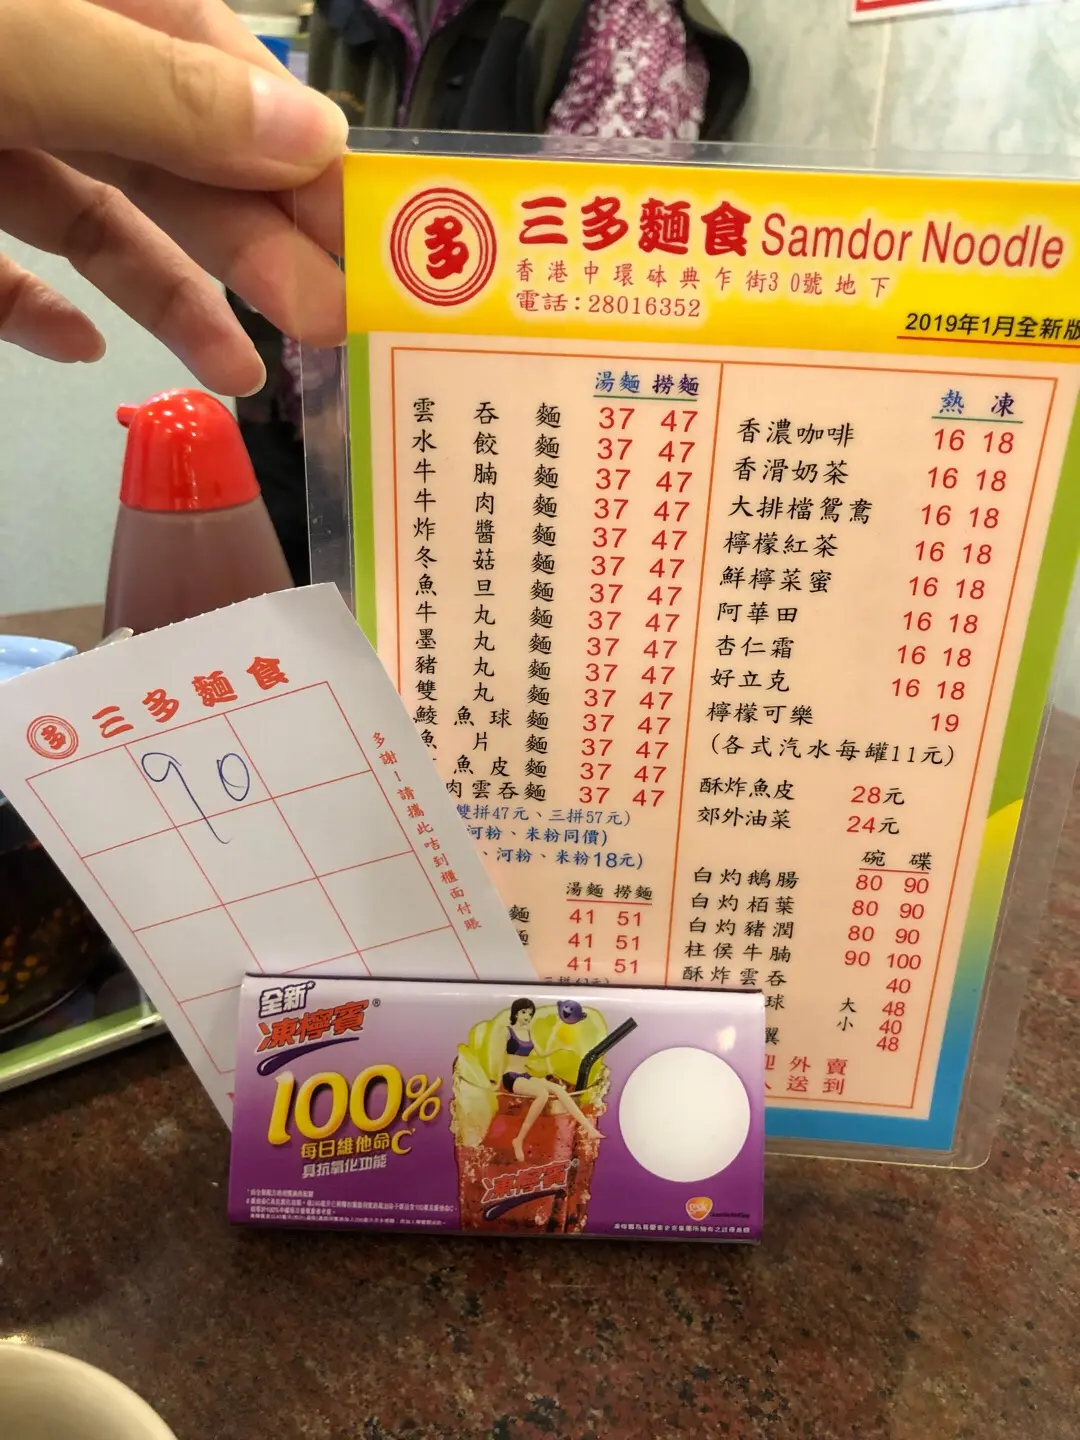 多 三多麵食 Samdor Noodle
香港中環砵典乍街30號地下
電話：28016352
2019年1月全新版
湯麵 撈麵
雲吞麵 37 47
水餃麵 37 47
牛腩麵 37 47
牛肉麵 37 47
炸醬麵 37 47
冬菇麵 37 47
魚旦麵 37 47
牛丸麵 37 47
墨丸麵 37 47
豬丸麵 37 47
雙丸麵 37 47
鯪魚球麵 37 47
魚片麵 37 47
魚皮麵 37 47
肉雲吞麵 37 47
雙拼47元、三拼57元)
河粉、米粉同價)
、河粉、米粉18元)
湯麵 撈麵
麵 41 51
麵 41 51
41 51
熱 凍
香濃咖啡 16 18
香滑奶茶 16 18
大排檔鴛鴦 16 18
檸檬紅茶 16 18
鮮檸菜蜜 16 18
阿華田 16 18
杏仁霜 16 18
好立克 16 18
檸檬可樂 19
(各式汽水每罐11元)
酥炸魚皮 28元
郊外油菜 24元
碗 碟
白灼鵝腸 80 90
白灼栢葉 80 90
白灼豬潤 80 90
柱侯牛腩 90 100
酥炸雲吞 40
球 大 48
小 40
翼 48
迎外賣
人送到
多 三多麵食
90
多謝！請攜此咭到櫃面付賬
全新*
凍檸賓®
100%
每日維他命C
具抗氧化功能
凍檸賓
gsk